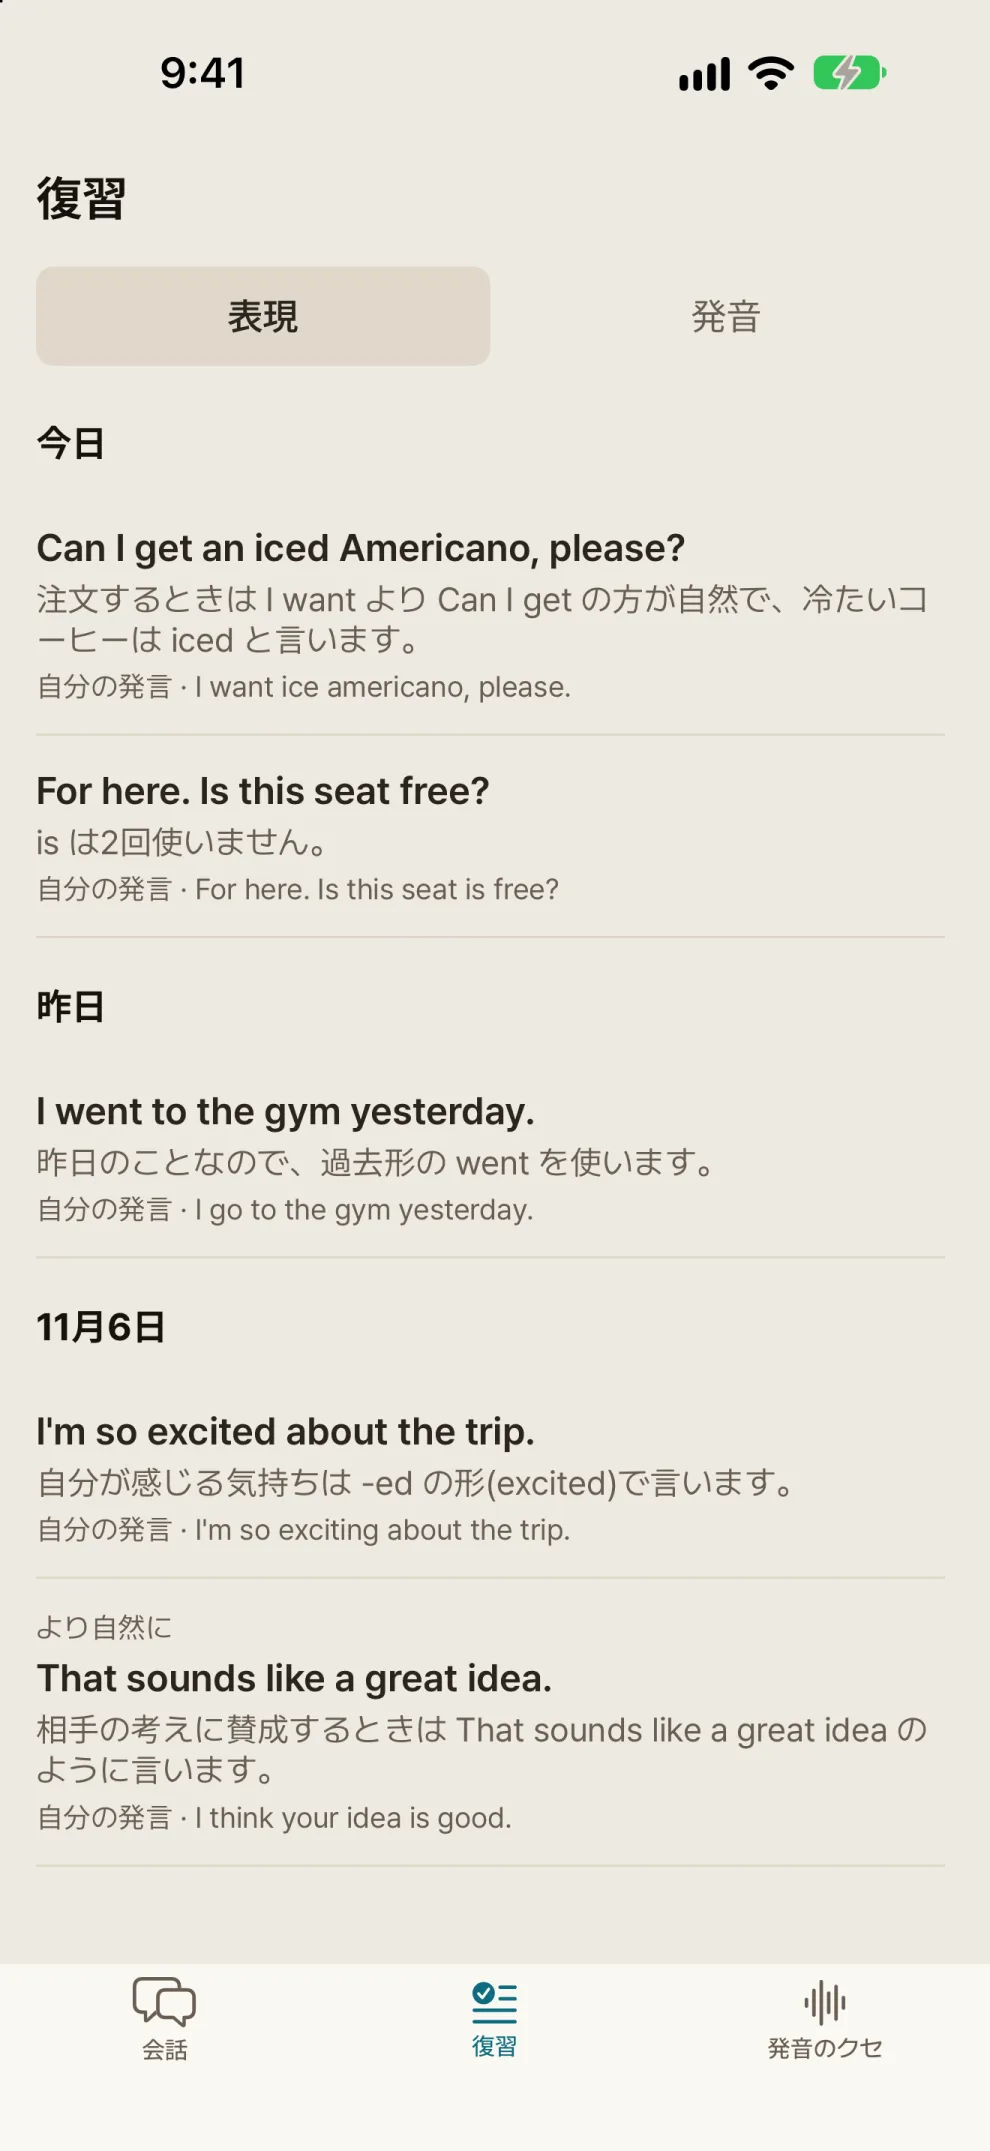 9:41
復習
表現
発音
今日
Can I get an iced Americano, please?
注文するときは I want より Can I get の方が自然で、冷たいコ
ーヒーは iced と言います。
自分の発言 · I want ice americano, please.
For here. Is this seat free?
is は2回使いません。
自分の発言 · For here. Is this seat is free?
昨日
I went to the gym yesterday.
昨日のことなので、過去形の went を使います。
自分の発言 · I go to the gym yesterday.
11月6日
I'm so excited about the trip.
自分が感じる気持ちは -ed の形(excited)で言います。
自分の発言 · I'm so exciting about the trip.
より自然に
That sounds like a great idea.
相手の考えに賛成するときは That sounds like a great idea の
ように言います。
自分の発言 · I think your idea is good.
会話
復習
発音のクセ